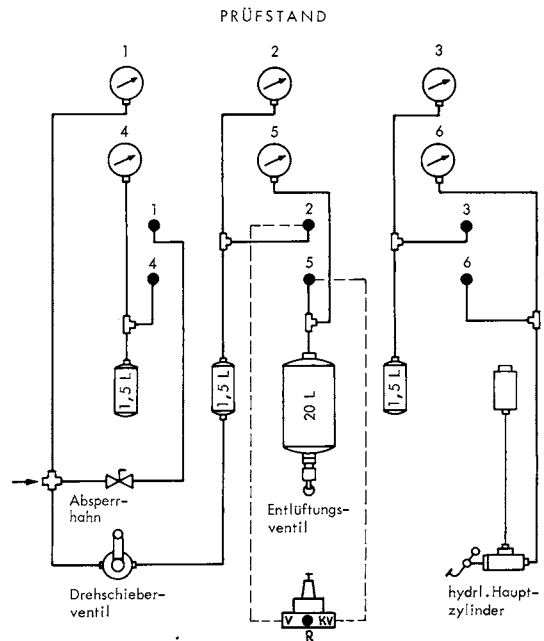 PRÜFSTAND
1
2
3
4
5
6
1
2
3
4
5
6
1,5 L
1,5 L
20 L
1,5 L
Absperr-
hahn
Entlüftungs-
ventil
Drehschieber-
ventil
hydrl. Haupt-
zylinder
V
KV
R